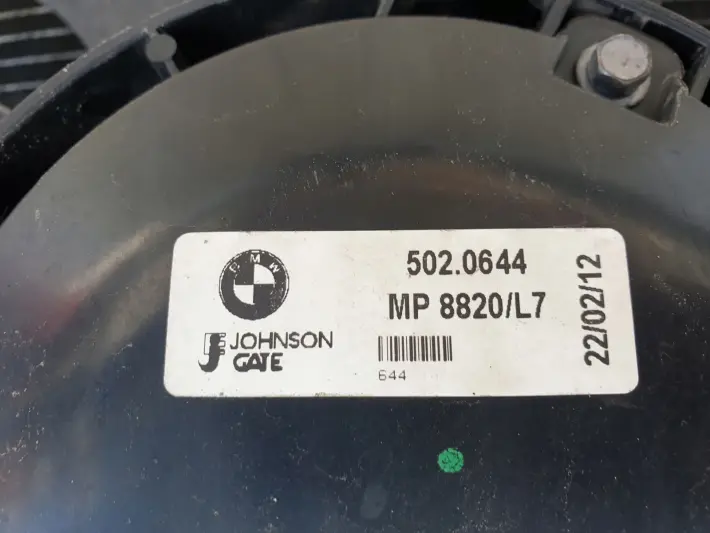 BMW
502.0644
MP 8820/L7
JOHNSON
GATE
644
22/02/12